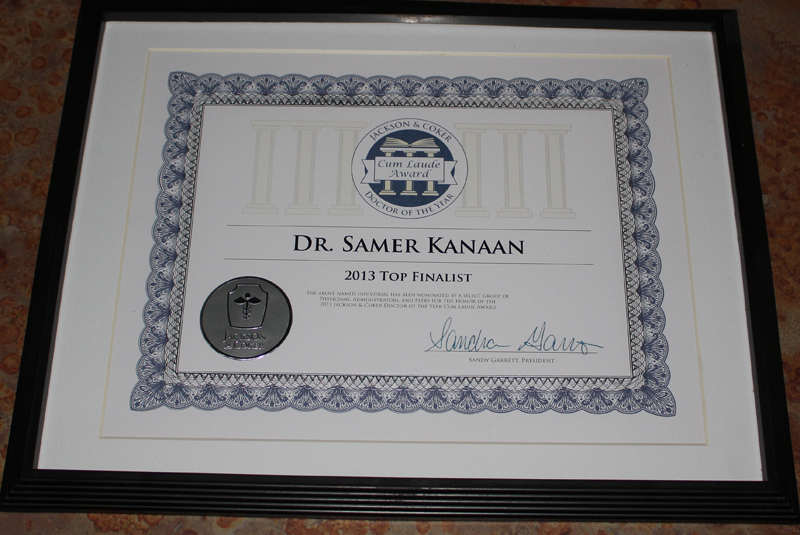 JACKSON & COKER
Cum Laude
Award
DOCTOR OF THE YEAR
DR. SAMER KANAAN
2013 TOP FINALIST
THE ABOVE NAMED INDIVIDUAL HAS BEEN NOMINATED BY A SELECT GROUP OF
PHYSICIANS, ADMINISTRATORS, AND PEERS FOR THE HONOR OF THE
2013 JACKSON & COKER DOCTOR OF THE YEAR CUM LAUDE AWARD
JACKSON
& COKER
Sandra Garrett
SANDY GARRETT, PRESIDENT